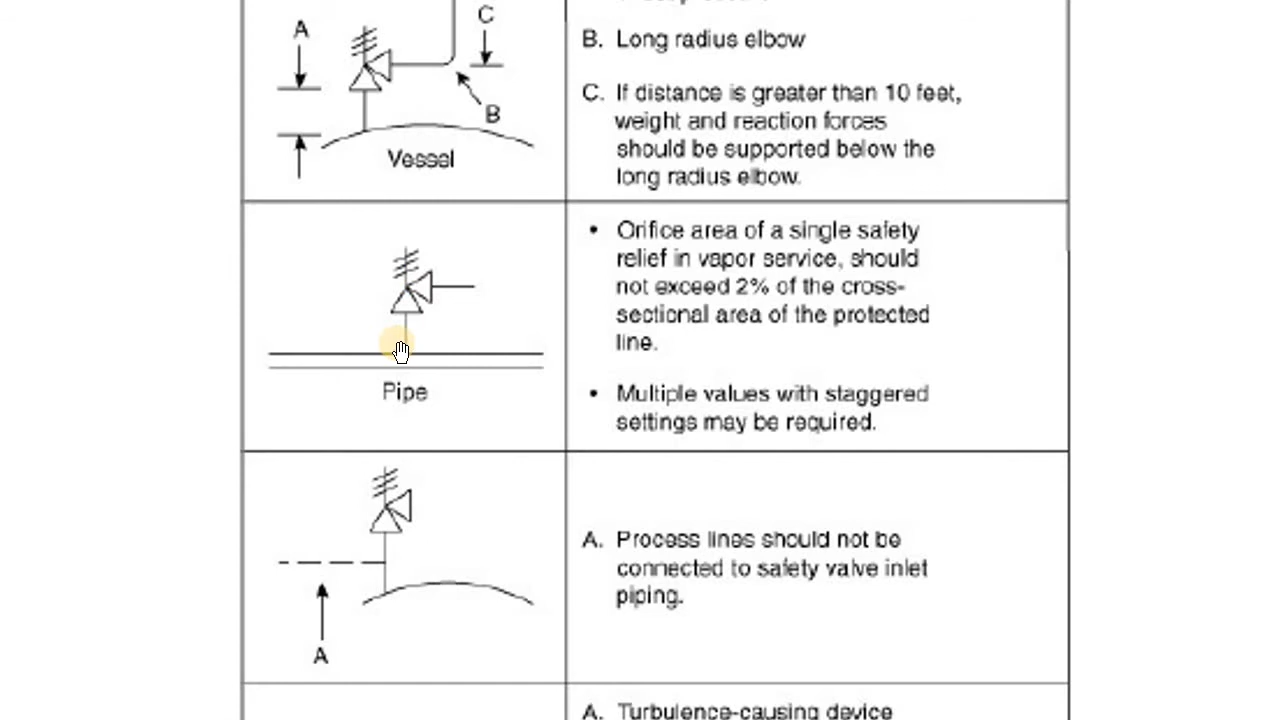 A
C
B
Vessel
B. Long radius elbow
C. If distance is greater than 10 feet,
weight and reaction forces
should be supported below the
long radius elbow.
Pipe
• Orifice area of a single safety
relief in vapor service, should
not exceed 2% of the cross-
sectional area of the protected
line.
• Multiple values with staggered
settings may be required.
A
A. Process lines should not be
connected to safety valve inlet
piping.
A. Turbulence-causing device